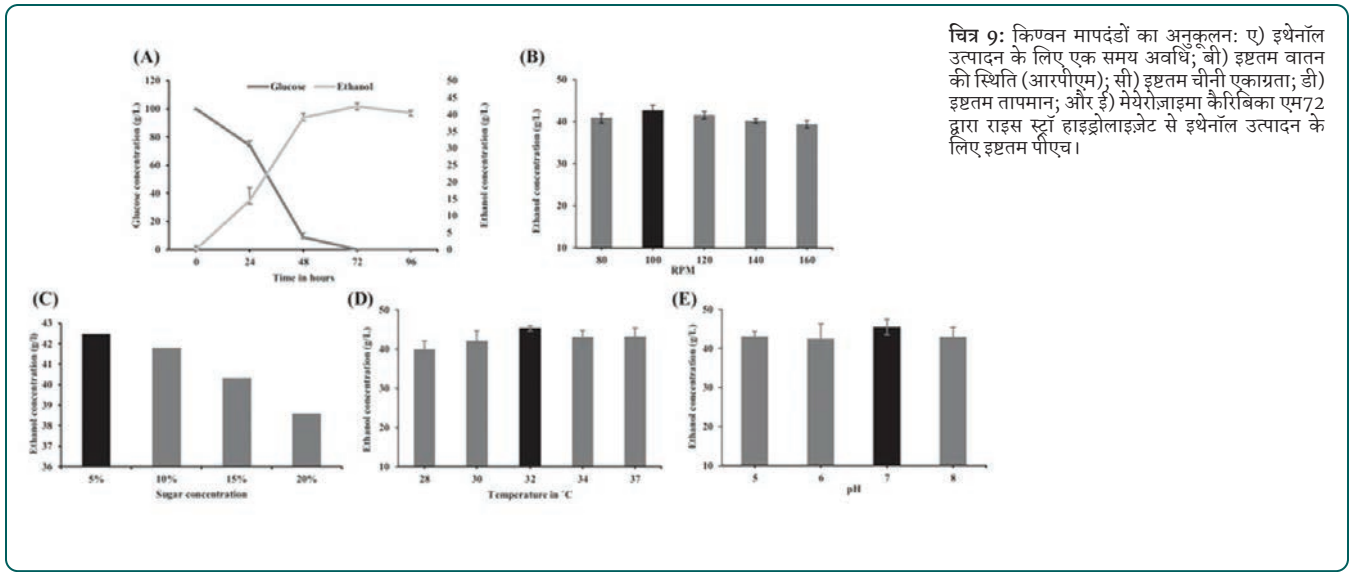 चित्र 9: किण्वन मापदंडों का अनुकूलन: ए) इथेनॉल
उत्पादन के लिए एक समय अवधि; बी) इष्टतम वातन
की स्थिति (आरपीएम); सी) इष्टतम चीनी एकाग्रता; डी)
इष्टतम तापमान; और ई) मेयेरोज़ाइमा कैरिबिका एम72
द्वारा राइस स्ट्रॉ हाइड्रोलाइज़ेट से इथेनॉल उत्पादन के
लिए इष्टतम पीएच।
(A)
Glucose Ethanol
Glucose concentration (g/L)
120
100
80
60
40
20
0
Ethanol concentration (g/L)
50
45
40
35
30
25
20
15
10
5
0
0 24 48 72 96
Time in hours
(B)
Ethanol concentration (g/L)
50
40
30
20
10
80 100 120 140 160
RPM
(C)
Ethanol concentration (g/l)
43
42
41
40
39
38
37
36
5% 10% 15% 20%
Sugar concentration
(D)
Ethanol concentration (g/L)
50
40
30
20
10
28 30 32 34 37
Temperature in °C
(E)
Ethanol concentration (g/L)
50
40
30
20
10
5 6 7 8
pH